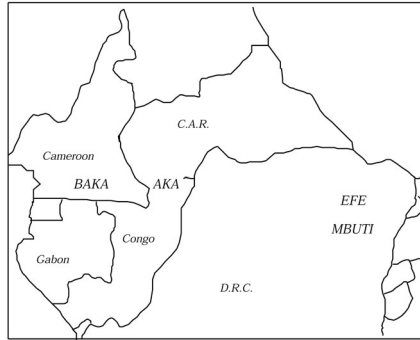 C.A.R.
Cameroon
BAKA AKA
EFE
MBUTI
Congo
Gabon
D.R.C.